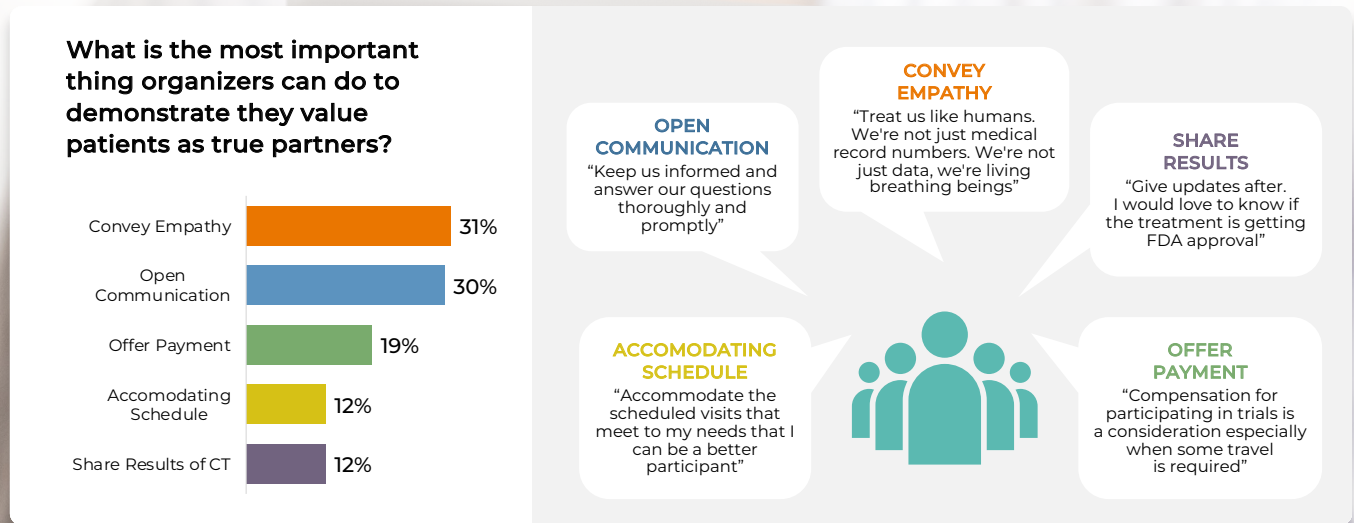 What is the most important
thing organizers can do to
demonstrate they value
patients as true partners?
Convey Empathy
31%
Open
Communication
30%
Offer Payment
19%
Accomodating
Schedule
12%
Share Results of CT
12%
OPEN
COMMUNICATION
“Keep us informed and
answer our questions
thoroughly and
promptly”
CONVEY
EMPATHY
“Treat us like humans.
We're not just medical
record numbers. We're not
just data, we're living
breathing beings”
SHARE
RESULTS
“Give updates after.
I would love to know if
the treatment is getting
FDA approval”
ACCOMODATING
SCHEDULE
“Accommodate the
scheduled visits that
meet to my needs that I
can be a better
participant”
OFFER
PAYMENT
“Compensation for
participating in trials is
a consideration especially
when some travel
is required”